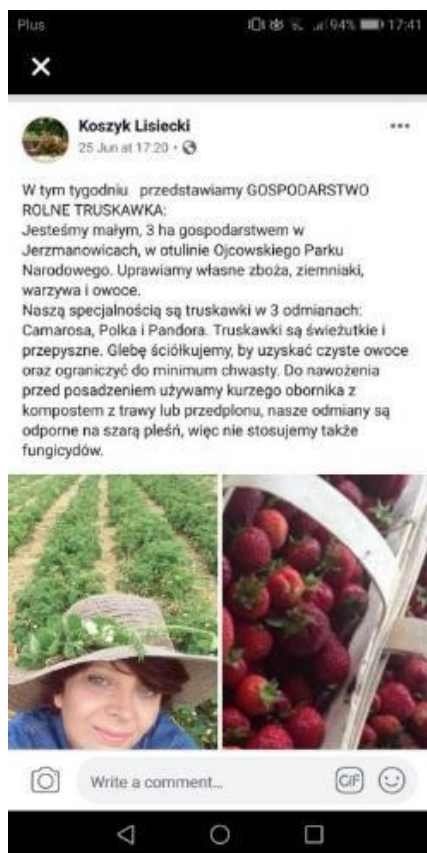 Plus 94% 17:41
Koszyk Lisiecki
25 Jun at 17:20 •
W tym tygodniu przedstawiamy GOSPODARSTWO
ROLNE TRUSKAWKA:
Jesteśmy małym, 3 ha gospodarstwem w
Jerzmanowicach, w otulinie Ojcowskiego Parku
Narodowego. Uprawiamy własne zboża, ziemniaki,
warzywa i owoce.
Naszą specjalnością są truskawki w 3 odmianach:
Camarosa, Polka i Pandora. Truskawki są świeżutkie i
przepyszne. Glebę ściółkujemy, by uzyskać czyste owoce
oraz ograniczyć do minimum chwasty. Do nawożenia
przed posadzeniem używamy kurzego obornika z
kompostem z trawy lub przedplonu, nasze odmiany są
odporne na szarą pleśń, więc nie stosujemy także
fungicydów.
Write a comment... GIF